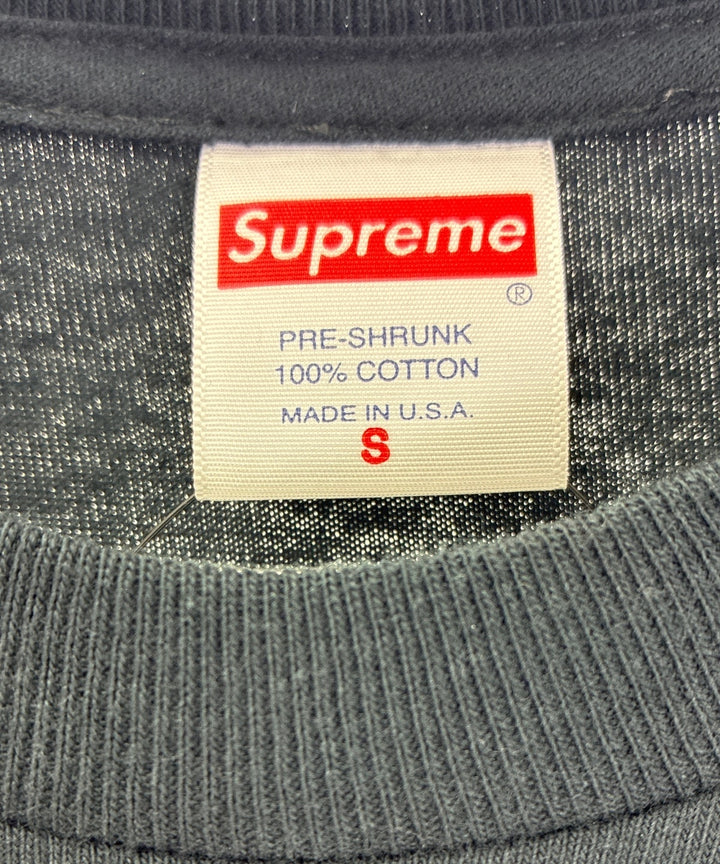 Supreme
®
PRE-SHRUNK
100% COTTON
MADE IN U.S.A.
S